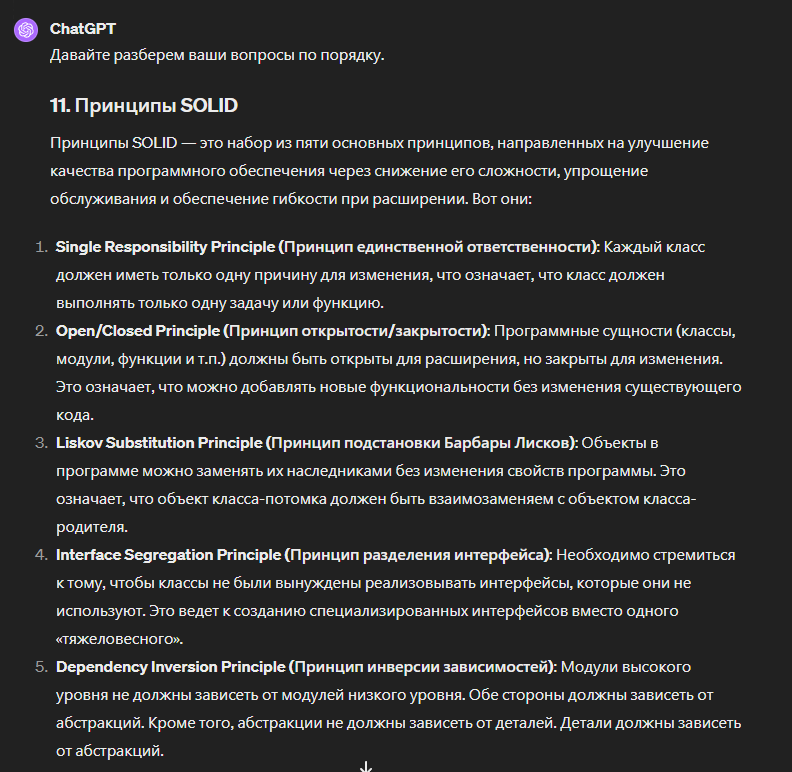 ChatGPT
Давайте разберем ваши вопросы по порядку.
11. Принципы SOLID
Принципы SOLID — это набор из пяти основных принципов, направленных на улучшение
качества программного обеспечения через снижение его сложности, упрощение
обслуживания и обеспечение гибкости при расширении. Вот они:
1. Single Responsibility Principle (Принцип единственной ответственности): Каждый класс
должен иметь только одну причину для изменения, что означает, что класс должен
выполнять только одну задачу или функцию.
2. Open/Closed Principle (Принцип открытости/закрытости): Программные сущности (классы,
модули, функции и т.п.) должны быть открыты для расширения, но закрыты для изменения.
Это означает, что можно добавлять новые функциональности без изменения существующего
кода.
3. Liskov Substitution Principle (Принцип подстановки Барбары Лисков): Объекты в
программе можно заменять их наследниками без изменения свойств программы. Это
означает, что объект класса-потомка должен быть взаимозаменяем с объектом класса-
родителя.
4. Interface Segregation Principle (Принцип разделения интерфейса): Необходимо стремиться
к тому, чтобы классы не были вынуждены реализовывать интерфейсы, которые они не
используют. Это ведет к созданию специализированных интерфейсов вместо одного
«тяжеловесного».
5. Dependency Inversion Principle (Принцип инверсии зависимостей): Модули высокого
уровня не должны зависеть от модулей низкого уровня. Обе стороны должны зависеть от
абстракций. Кроме того, абстракции не должны зависеть от деталей. Детали должны зависеть
от абстракций.